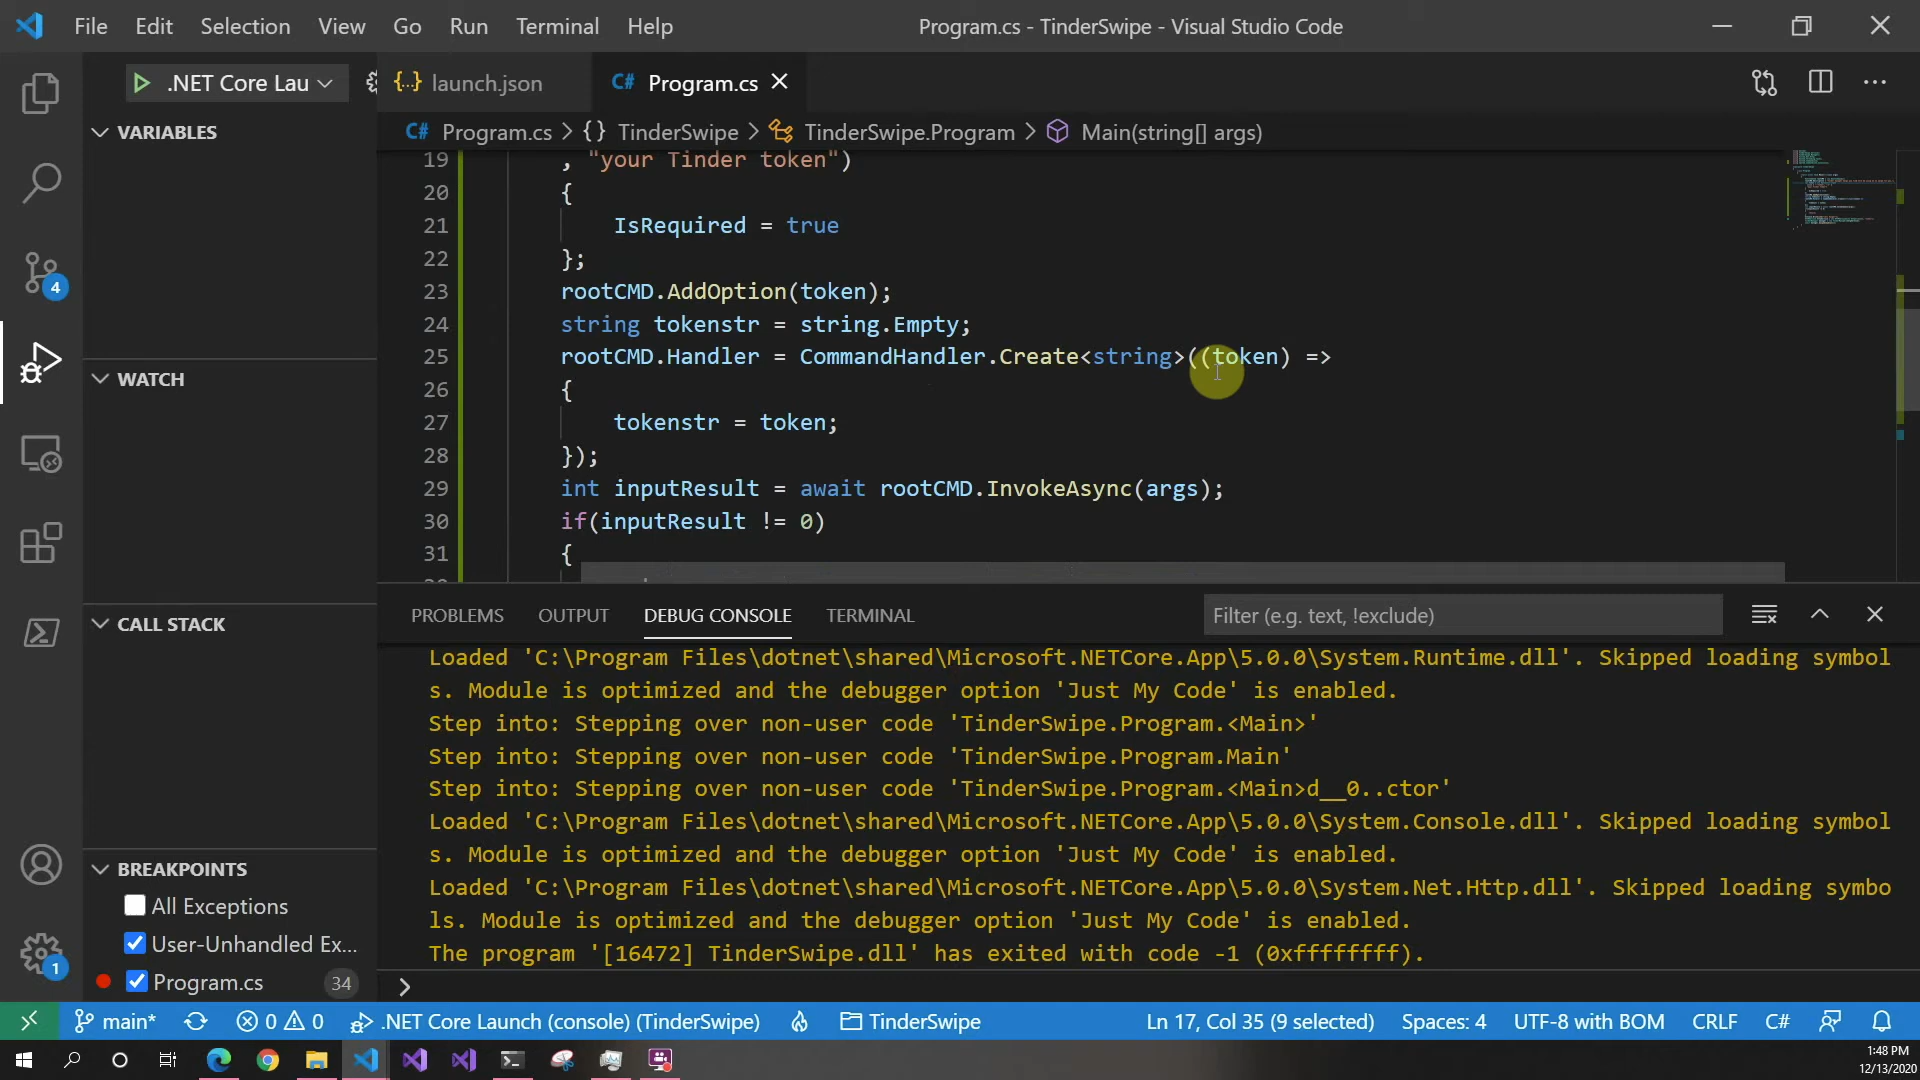 File Edit Selection View Go Run Terminal Help
Program.cs - TinderSwipe - Visual Studio Code
.NET Core Lau
launch.json
C# Program.cs
C# Program.cs > {} TinderSwipe > TinderSwipe.Program > Main(string[] args)
VARIABLES
WATCH
CALL STACK
BREAKPOINTS
All Exceptions
User-Unhandled Ex...
Program.cs 34
4
1
19 , "your Tinder token")
20 {
21 IsRequired = true
22 };
23 rootCMD.AddOption(token);
24 string tokenstr = string.Empty;
25 rootCMD.Handler = CommandHandler.Create<string>((token) =>
26 {
27 tokenstr = token;
28 });
29 int inputResult = await rootCMD.InvokeAsync(args);
30 if(inputResult != 0)
31 {
PROBLEMS OUTPUT DEBUG CONSOLE TERMINAL
Filter (e.g. text, !exclude)
Loaded 'C:\Program Files\dotnet\shared\Microsoft.NETCore.App\5.0.0\System.Runtime.dll'. Skipped loading symbol
s. Module is optimized and the debugger option 'Just My Code' is enabled.
Step into: Stepping over non-user code 'TinderSwipe.Program.<Main>'
Step into: Stepping over non-user code 'TinderSwipe.Program.Main'
Step into: Stepping over non-user code 'TinderSwipe.Program.<Main>d__0..ctor'
Loaded 'C:\Program Files\dotnet\shared\Microsoft.NETCore.App\5.0.0\System.Console.dll'. Skipped loading symbol
s. Module is optimized and the debugger option 'Just My Code' is enabled.
Loaded 'C:\Program Files\dotnet\shared\Microsoft.NETCore.App\5.0.0\System.Net.Http.dll'. Skipped loading symbo
ls. Module is optimized and the debugger option 'Just My Code' is enabled.
The program '[16472] TinderSwipe.dll' has exited with code -1 (0xffffffff).
>
main* 0 0 .NET Core Launch (console) (TinderSwipe) TinderSwipe
Ln 17, Col 35 (9 selected) Spaces: 4 UTF-8 with BOM CRLF C#
1:48 PM
12/13/2020